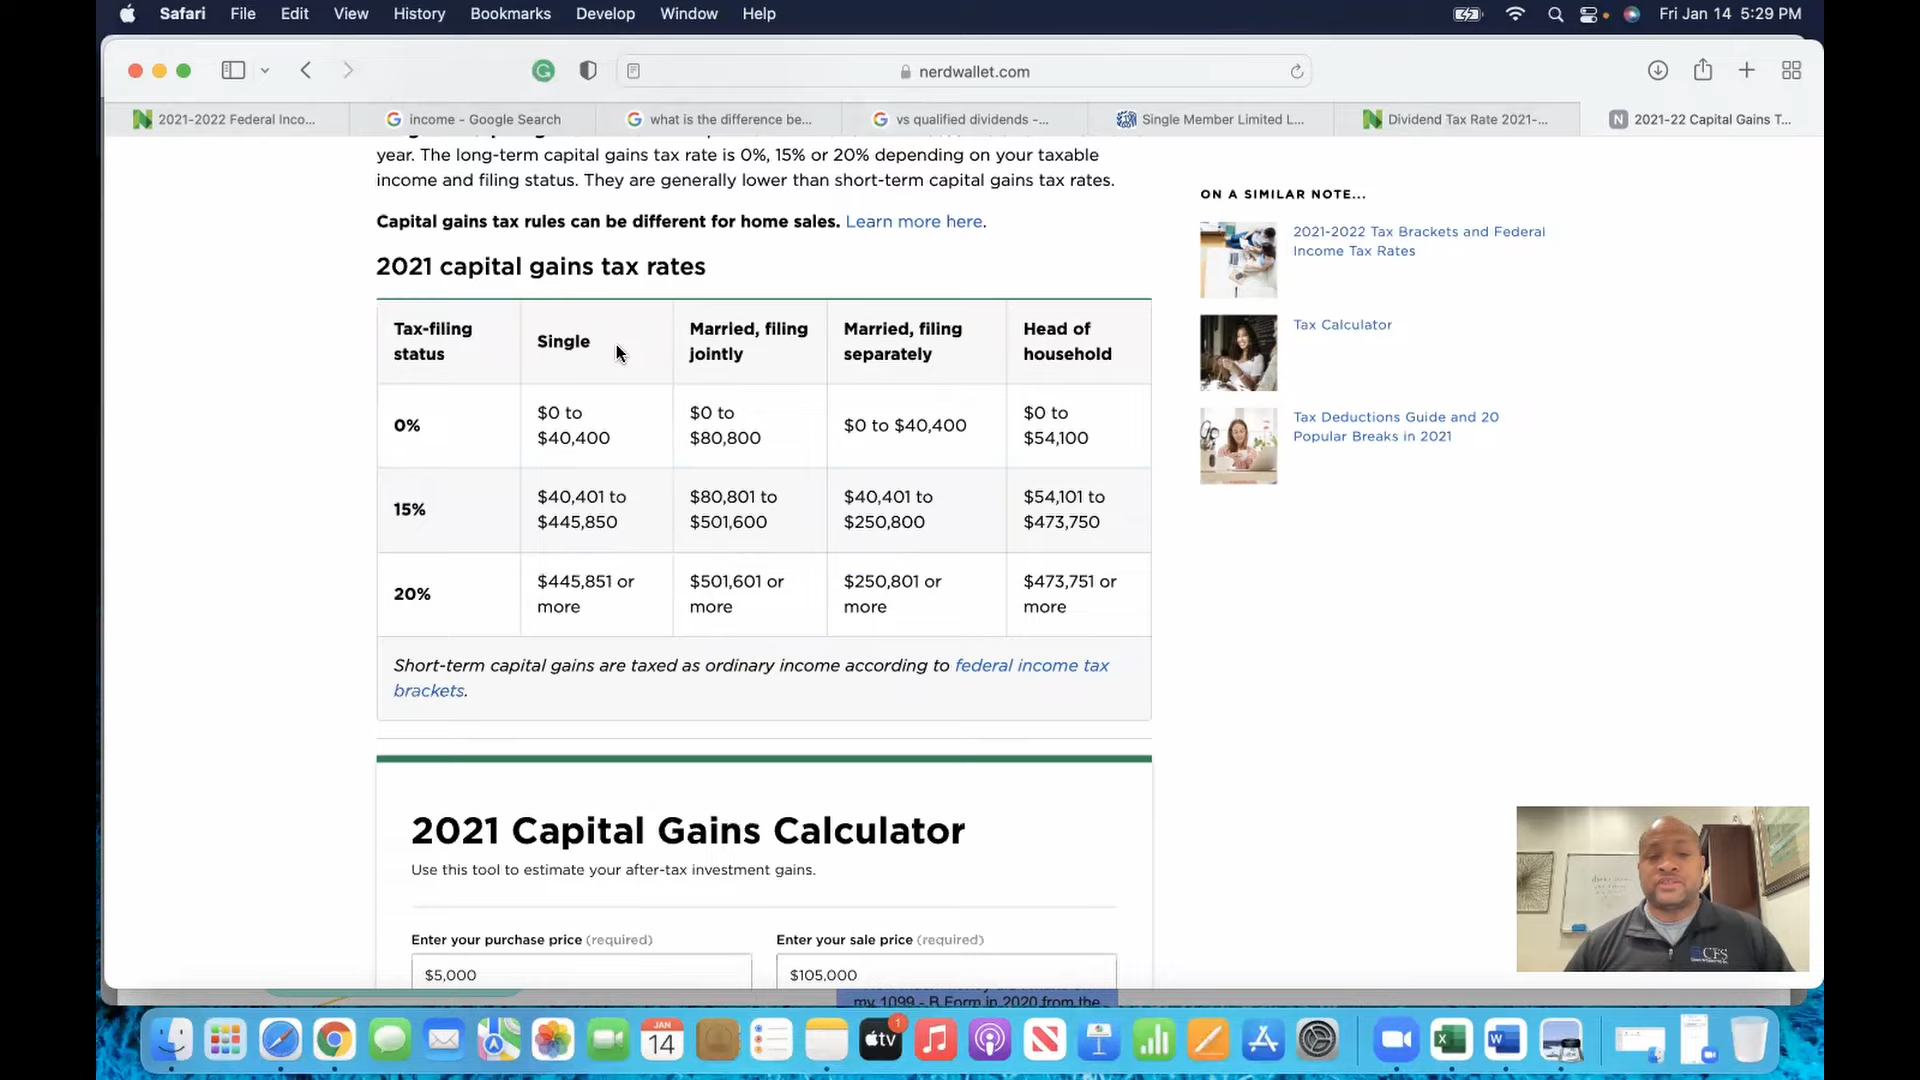 Safari File Edit View History Bookmarks Develop Window Help Fri Jan 14 5:29 PM
nerdwallet.com
2021-2022 Federal Inco... income - Google Search what is the difference be... vs qualified dividends -... Single Member Limited L... Dividend Tax Rate 2021-... 2021-22 Capital Gains T...
year. The long-term capital gains tax rate is 0%, 15% or 20% depending on your taxable
income and filing status. They are generally lower than short-term capital gains tax rates.
Capital gains tax rules can be different for home sales. Learn more here.
2021 capital gains tax rates
Tax-filing status
Single
Married, filing jointly
Married, filing separately
Head of household
0%
$0 to $40,400
$0 to $80,800
$0 to $40,400
$0 to $54,100
15%
$40,401 to $445,850
$80,801 to $501,600
$40,401 to $250,800
$54,101 to $473,750
20%
$445,851 or more
$501,601 or more
$250,801 or more
$473,751 or more
Short-term capital gains are taxed as ordinary income according to federal income tax
brackets.
2021 Capital Gains Calculator
Use this tool to estimate your after-tax investment gains.
Enter your purchase price (required)
$5,000
Enter your sale price (required)
$105,000
my 1099 - B Form in 2020 from the
ON A SIMILAR NOTE...
2021-2022 Tax Brackets and Federal
Income Tax Rates
Tax Calculator
Tax Deductions Guide and 20
Popular Breaks in 2021
CFS
JAN
14
tv
1